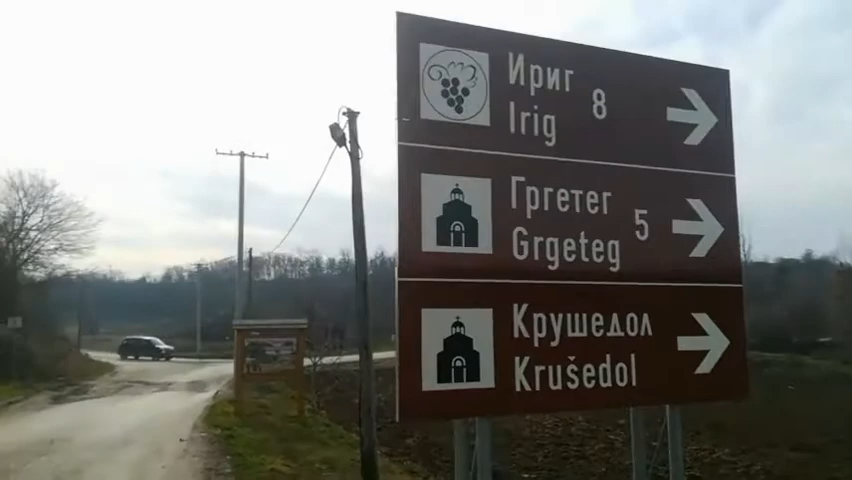 Ириг
Irig
8
Гргетег
Grgeteg
5
Крушедол
Krušedol